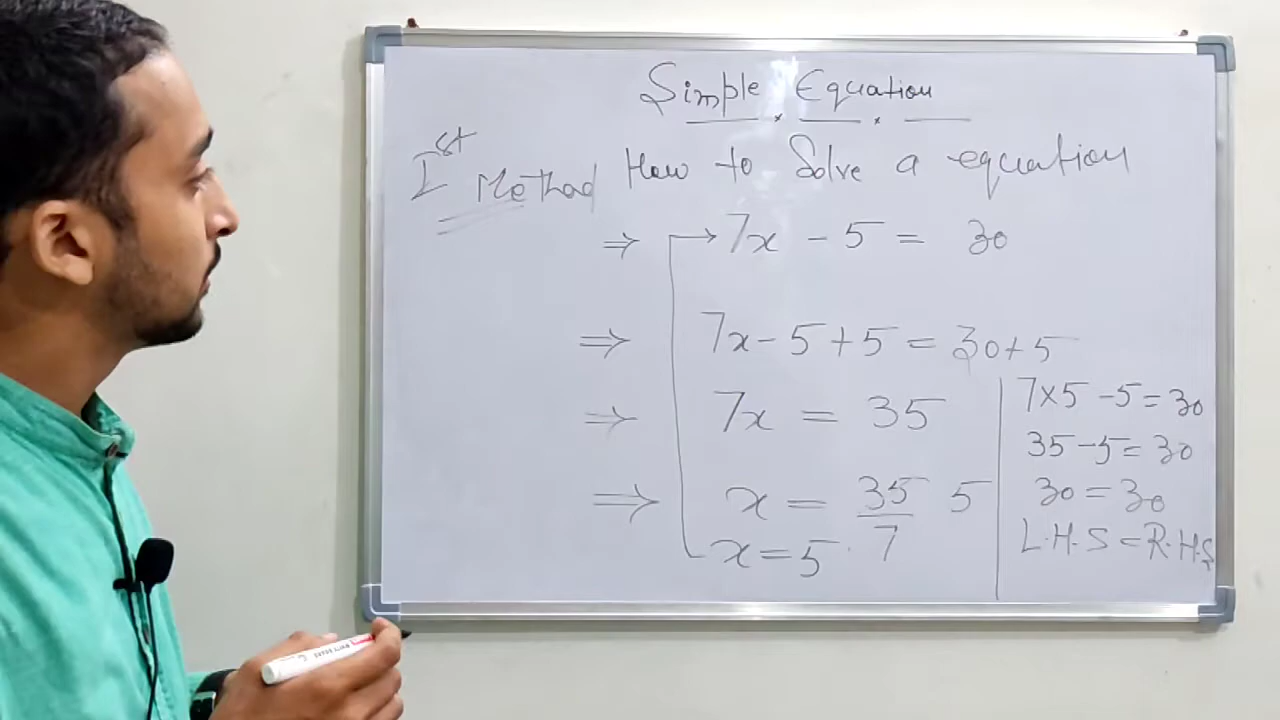 Simple Equation
Ist Method How to Solve a equation
⇒ 7x - 5 = 30
⇒ 7x - 5 + 5 = 30 + 5
⇒ 7x = 35
⇒ x = 35/7 5
x = 5.
7×5 - 5 = 30
35 - 5 = 30
30 = 30
L.H.S = R.H.S